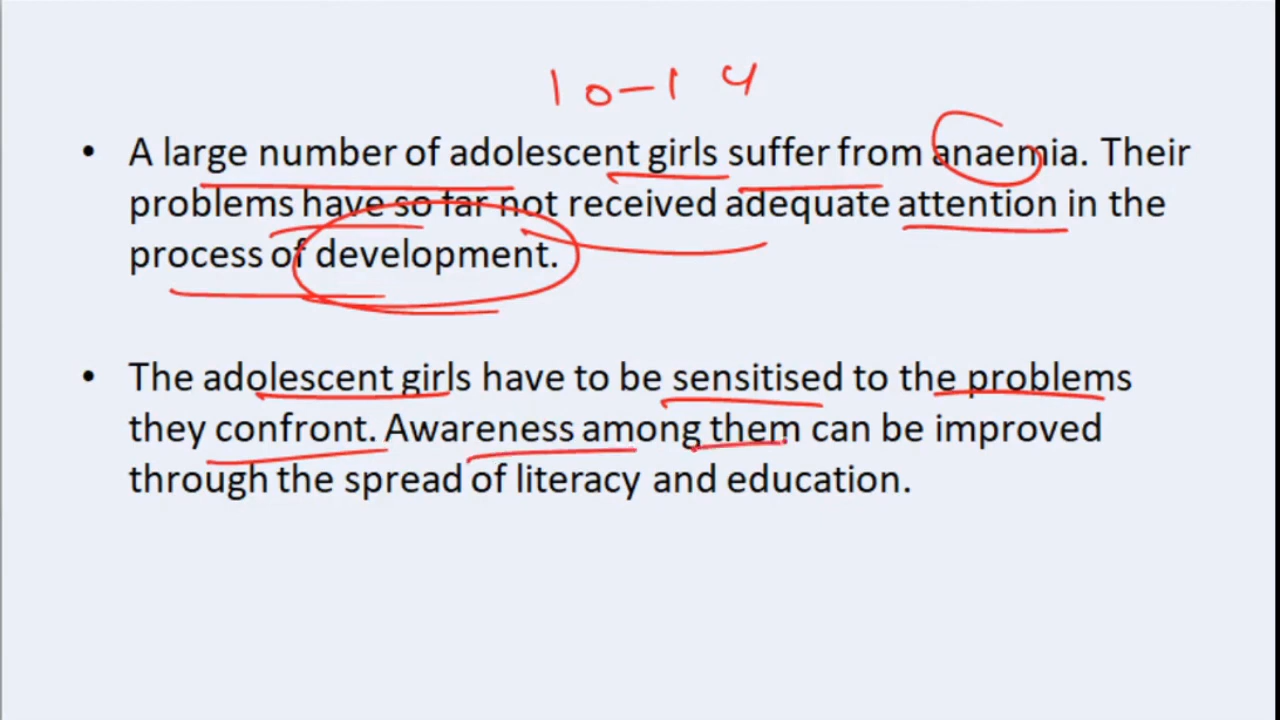 10-14
• A large number of adolescent girls suffer from anaemia. Their
problems have so far not received adequate attention in the
process of development.
• The adolescent girls have to be sensitised to the problems
they confront. Awareness among them can be improved
through the spread of literacy and education.